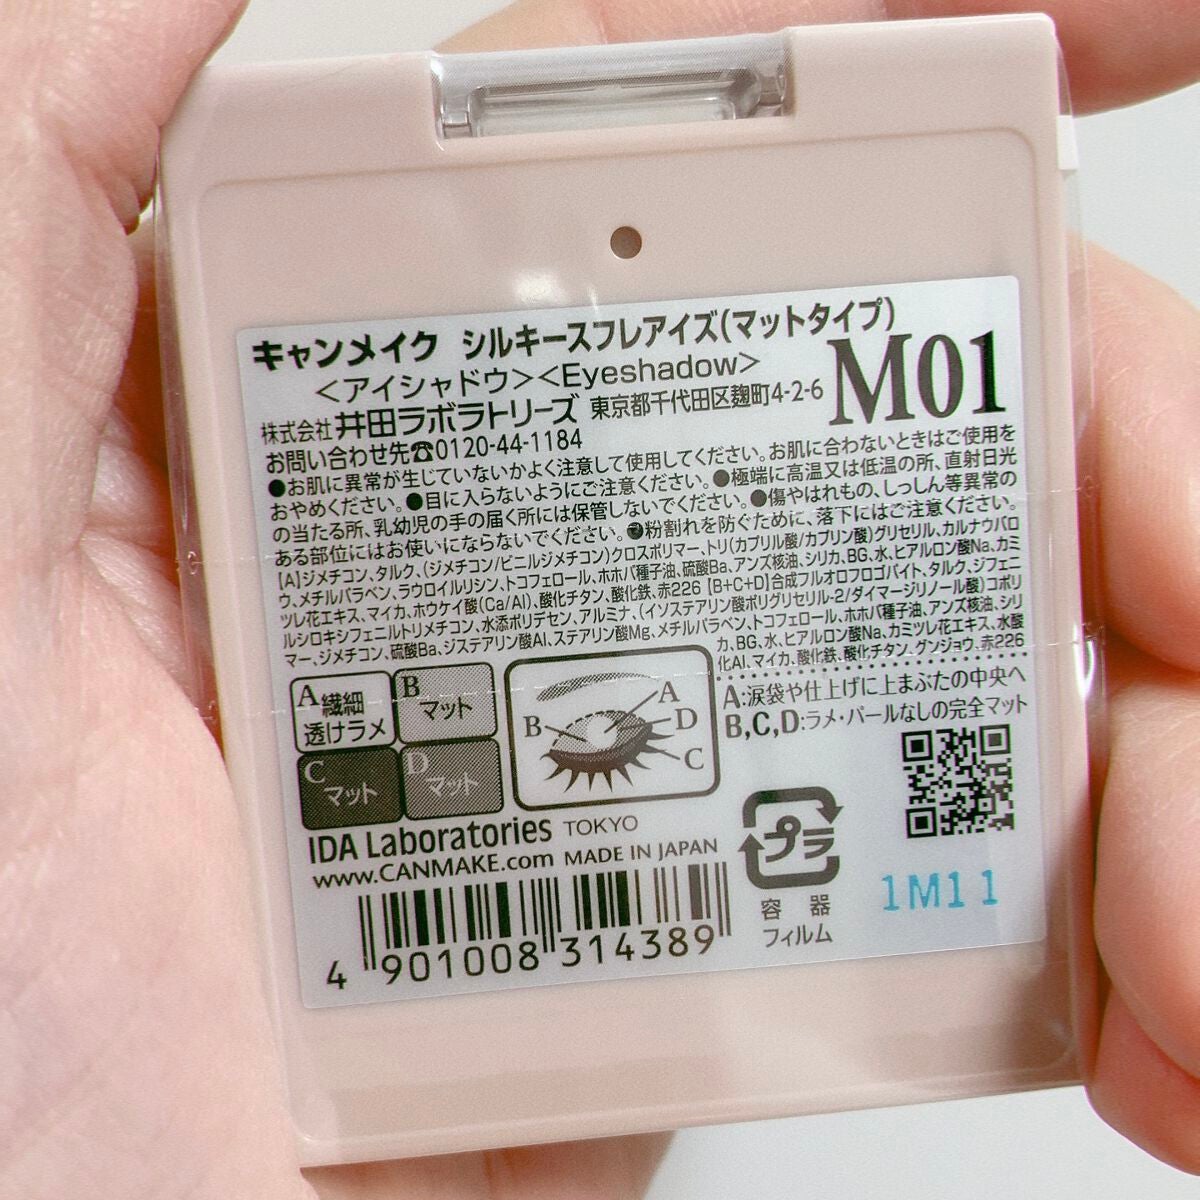 キャンメイク シルキースフレアイズ(マットタイプ)
<アイシャドウ><Eyeshadow>
M01
株式会社 井田ラボラトリーズ 東京都千代田区麹町4-2-6
お問い合わせ先☎0120-44-1184
●お肌に異常が生じていないかよく注意して使用してください。お肌に合わないときはご使用を
おやめください。●目に入らないようにご注意ください。●極端に高温又は低温の所、直射日光
の当たる所、乳幼児の手の届く所には保管しないでください。●傷やはれもの、しっしん等異常の
ある部位にはお使いにならないでください。●粉割れを防ぐために、落下にはご注意ください。
【A】ジメチコン、タルク、(ジメチコン/ビニルジメチコン)クロスポリマー、トリ(カプリル酸/カプリン酸)グリセリル、カルナウバロ
ウ、メチルパラベン、ラウロイルリシン、トコフェロール、ホホバ種子油、硫酸Ba、アンズ核油、シリカ、BG、水、ヒアルロン酸Na、カミ
ツレ花エキス、マイカ、ホウケイ酸(Ca/Al)、酸化チタン、酸化鉄、赤226【B+C+D】合成フルオロフロゴパイト、タルク、ジフェニ
ルシロキシフェニルトリメチコン、水添ポリデセン、アルミナ、(イソステアリン酸ポリグリセリル-2/ダイマージリノール酸)コポリ
マー、ジメチコン、硫酸Ba、ジステアリン酸Al、ステアリン酸Mg、メチルパラベン、トコフェロール、ホホバ種子油、アンズ核油、シリ
カ、BG、水、ヒアルロン酸Na、カミツレ花エキス、水酸
化Al、マイカ、酸化鉄、酸化チタン、グンジョウ、赤226
A 繊細
透けラメ
B
マット
C
マット
D
マット
A
B
D
C
A:涙袋や仕上げに上まぶたの中央へ
B,C,D:ラメ・パールなしの完全マット
IDA Laboratories TOKYO
www.CANMAKE.com MADE IN JAPAN
プラ
容器
フィルム
1M11
4 901008 314389